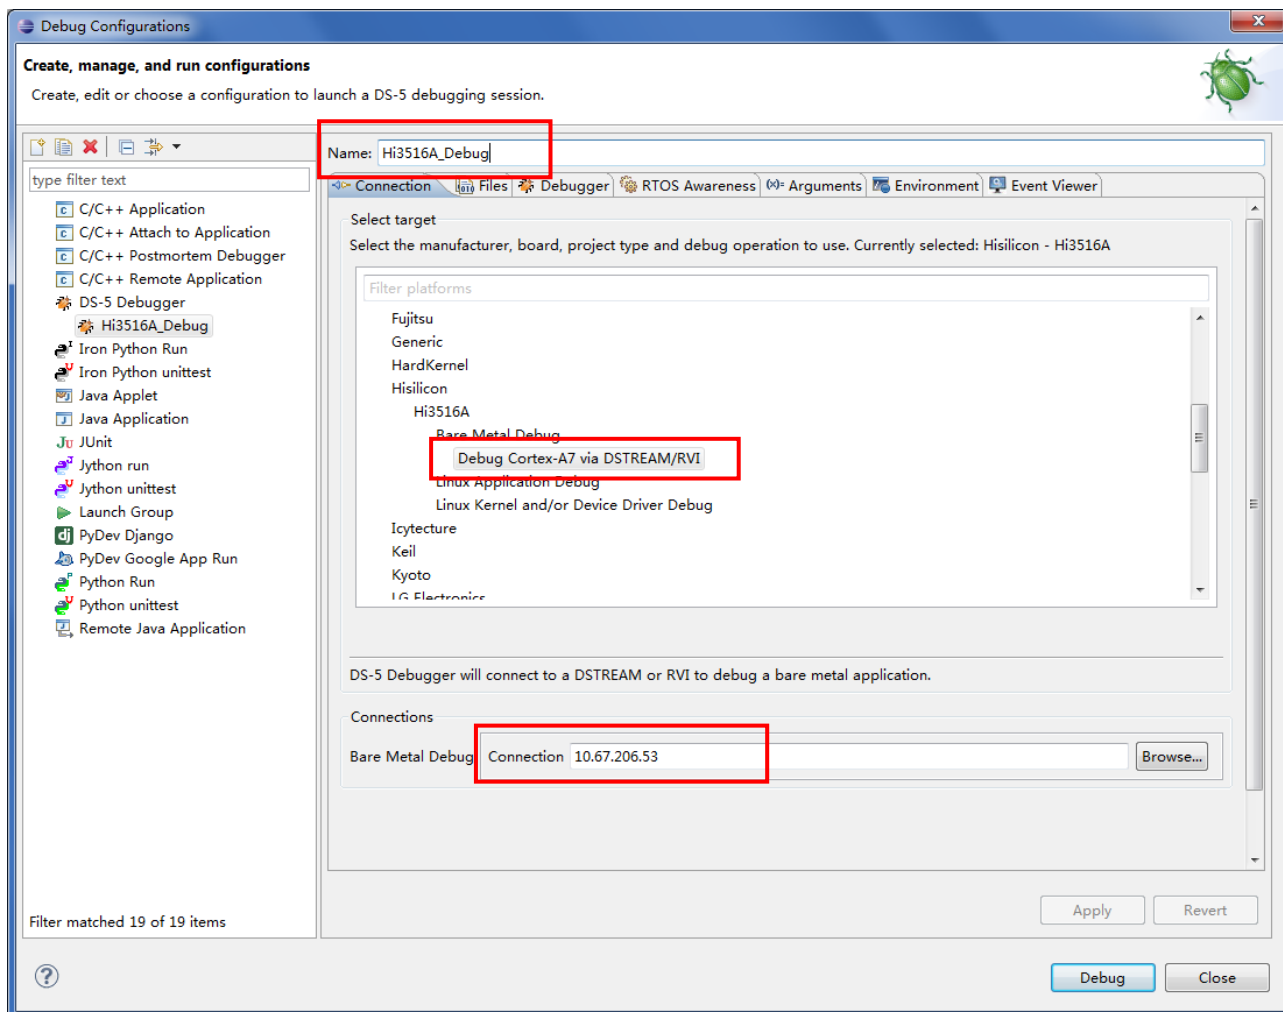 Debug Configurations
Create, manage, and run configurations
Create, edit or choose a configuration to launch a DS-5 debugging session.
type filter text
C/C++ Application
C/C++ Attach to Application
C/C++ Postmortem Debugger
C/C++ Remote Application
DS-5 Debugger
Hi3516A_Debug
Iron Python Run
Iron Python unittest
Java Applet
Java Application
JUnit
Jython run
Jython unittest
Launch Group
PyDev Django
PyDev Google App Run
Python Run
Python unittest
Remote Java Application
Filter matched 19 of 19 items
Name: Hi3516A_Debug
Connection Files Debugger RTOS Awareness Arguments Environment Event Viewer
Select target
Select the manufacturer, board, project type and debug operation to use. Currently selected: Hisilicon - Hi3516A
Filter platforms
Fujitsu
Generic
HardKernel
Hisilicon
Hi3516A
Bare Metal Debug
Debug Cortex-A7 via DSTREAM/RVI
Linux Application Debug
Linux Kernel and/or Device Driver Debug
Icytecture
Keil
Kyoto
LG Electronics
DS-5 Debugger will connect to a DSTREAM or RVI to debug a bare metal application.
Connections
Bare Metal Debug Connection 10.67.206.53 Browse...
Apply Revert
Debug Close